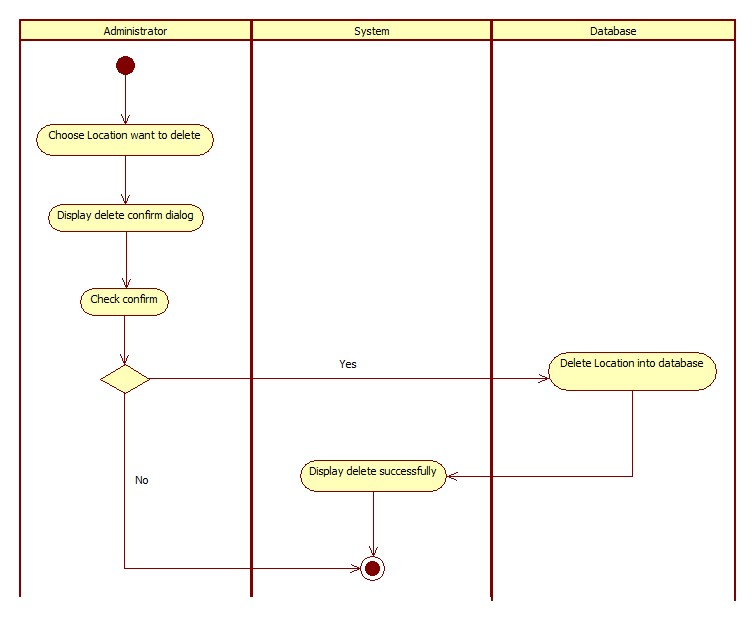 Administrator
System
Database
Choose Location want to delete
Display delete confirm dialog
Check confirm
Yes
Delete Location into database
Display delete successfully
No